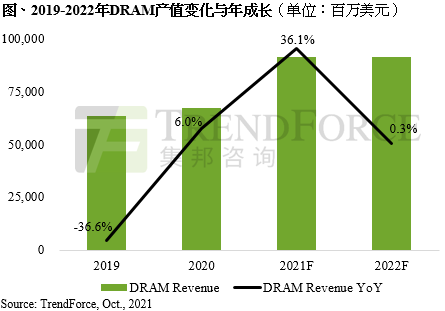 图、2019-2022年DRAM产值变化与年成长（单位：百万美元）
100,000
75,000
50,000
25,000
0
-36.6%
6.0%
36.1%
0.3%
TRENDFORCE
集邦咨询
2019 2020 2021F 2022F
DRAM Revenue DRAM Revenue YoY
Source: TrendForce, Oct., 2021